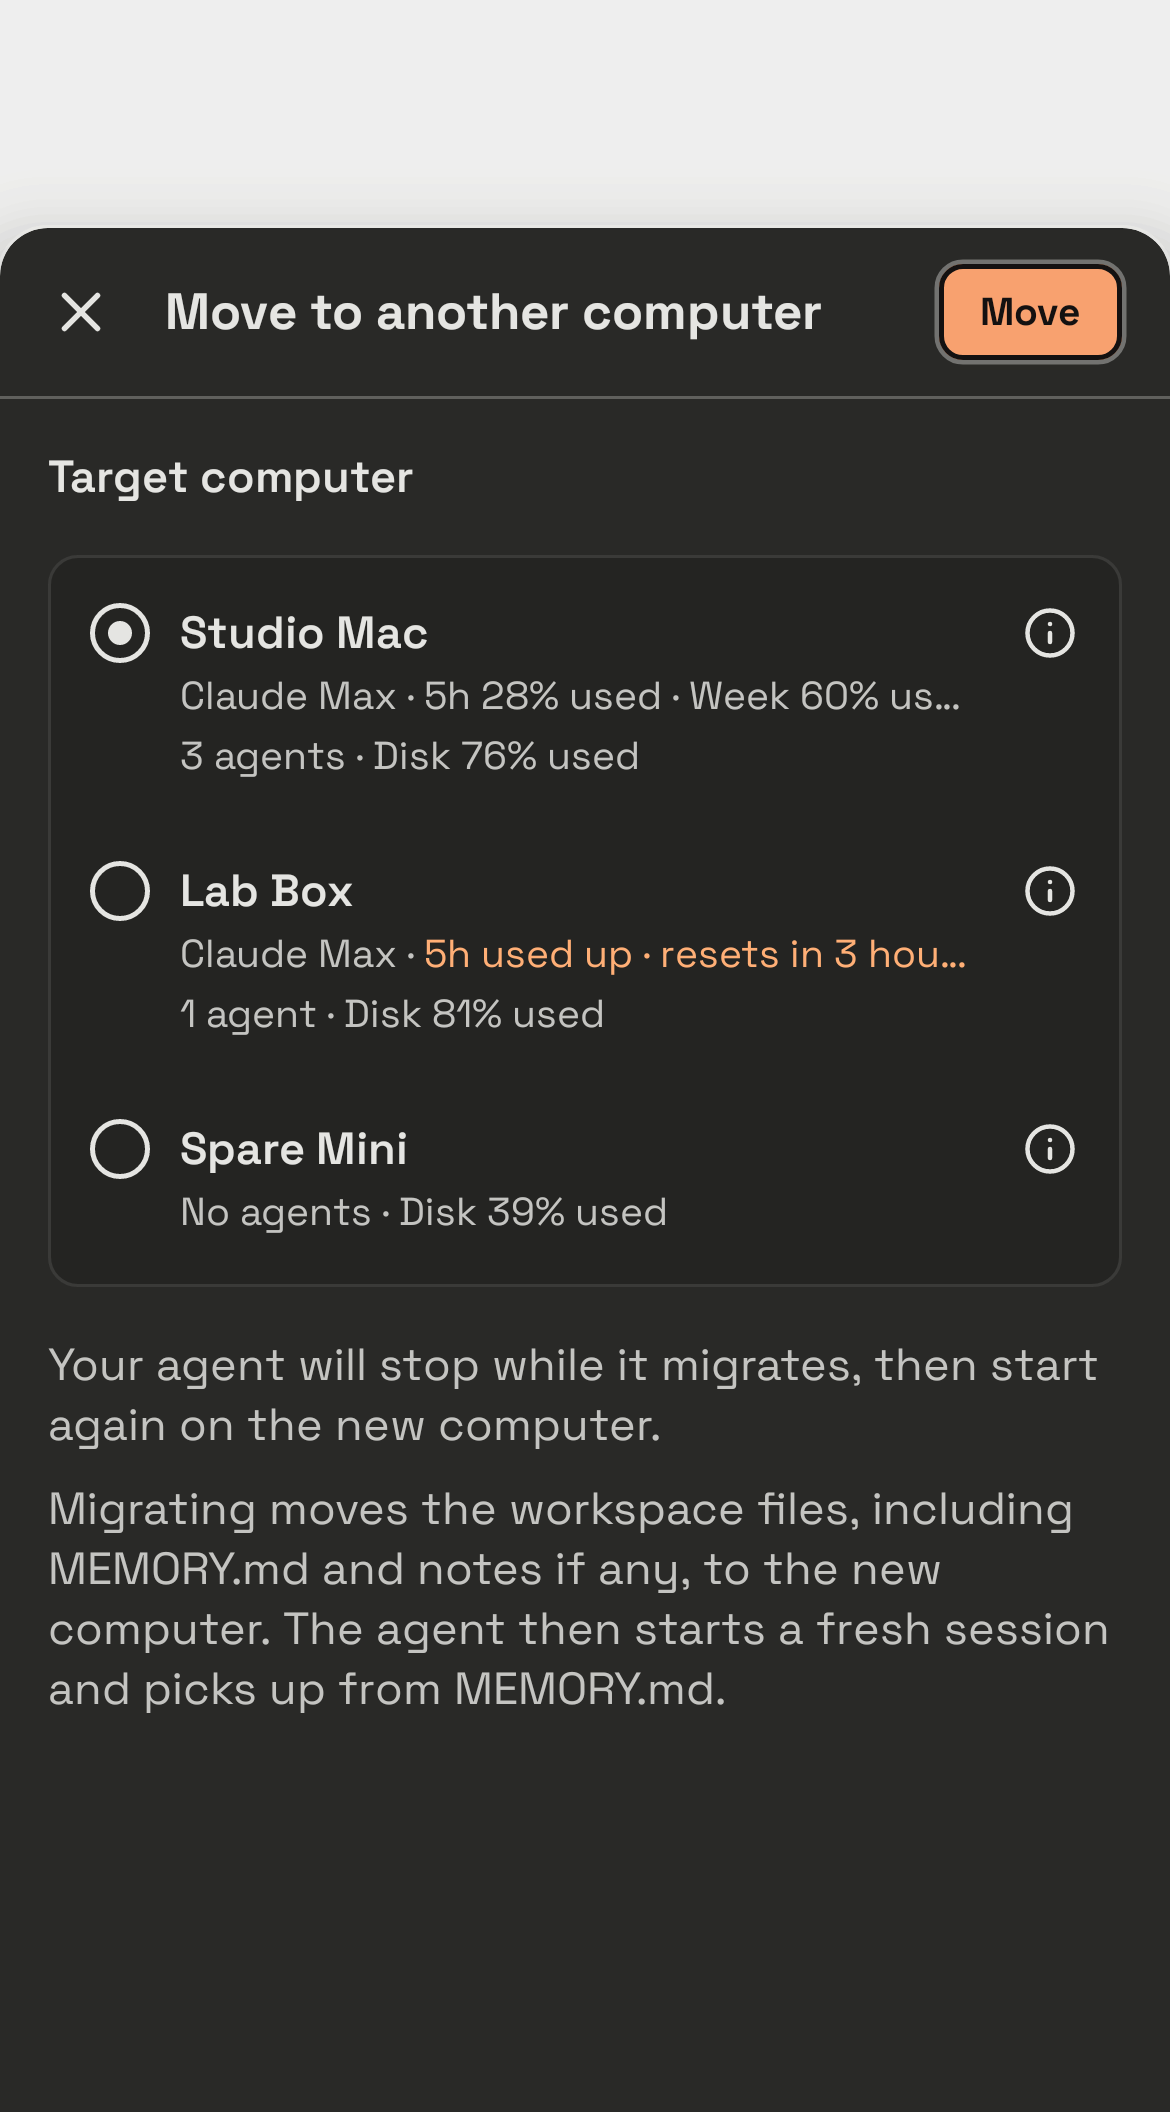 Move to another computer
Move
Target computer
Studio Mac
Claude Max · 5h 28% used · Week 60% us...
3 agents · Disk 76% used
Lab Box
Claude Max · 5h used up · resets in 3 hou...
1 agent · Disk 81% used
Spare Mini
No agents · Disk 39% used
Your agent will stop while it migrates, then start
again on the new computer.
Migrating moves the workspace files, including
MEMORY.md and notes if any, to the new
computer. The agent then starts a fresh session
and picks up from MEMORY.md.